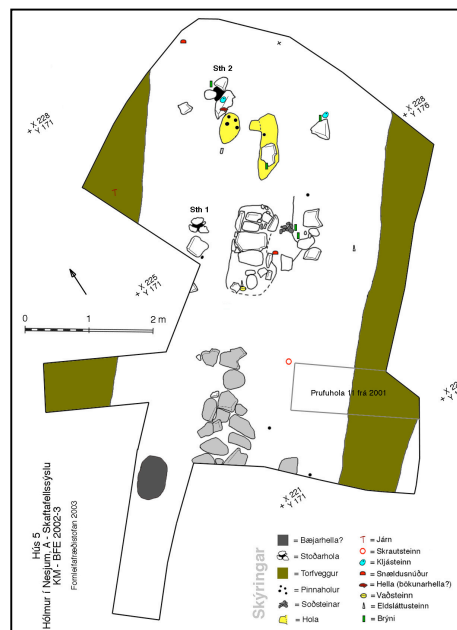 Sth 2
+ X 228
Y 171
+ X 228
Y 176
Sth 1
+ X 225
Y 171
0 1 2 m
Prufuhola 11 frá 2001
+ X 221
Y 171
Hús 5
Hólmur í Nesjum, A - Skaftafellssýslu
KM - BFE 2002-3
Fornleifafræðistofan 2003
Skýringar
= Bæjarhella?
= Stoðarhola
= Torfveggur
= Pinnaholur
= Soðsteinar
= Hola
= Járn
= Skrautsteinn
= Kljásteinn
= Snældusnúður
= Hella (bökunarhella?)
= Vaðsteinn
= Eldsláttusteinn
= Brýni